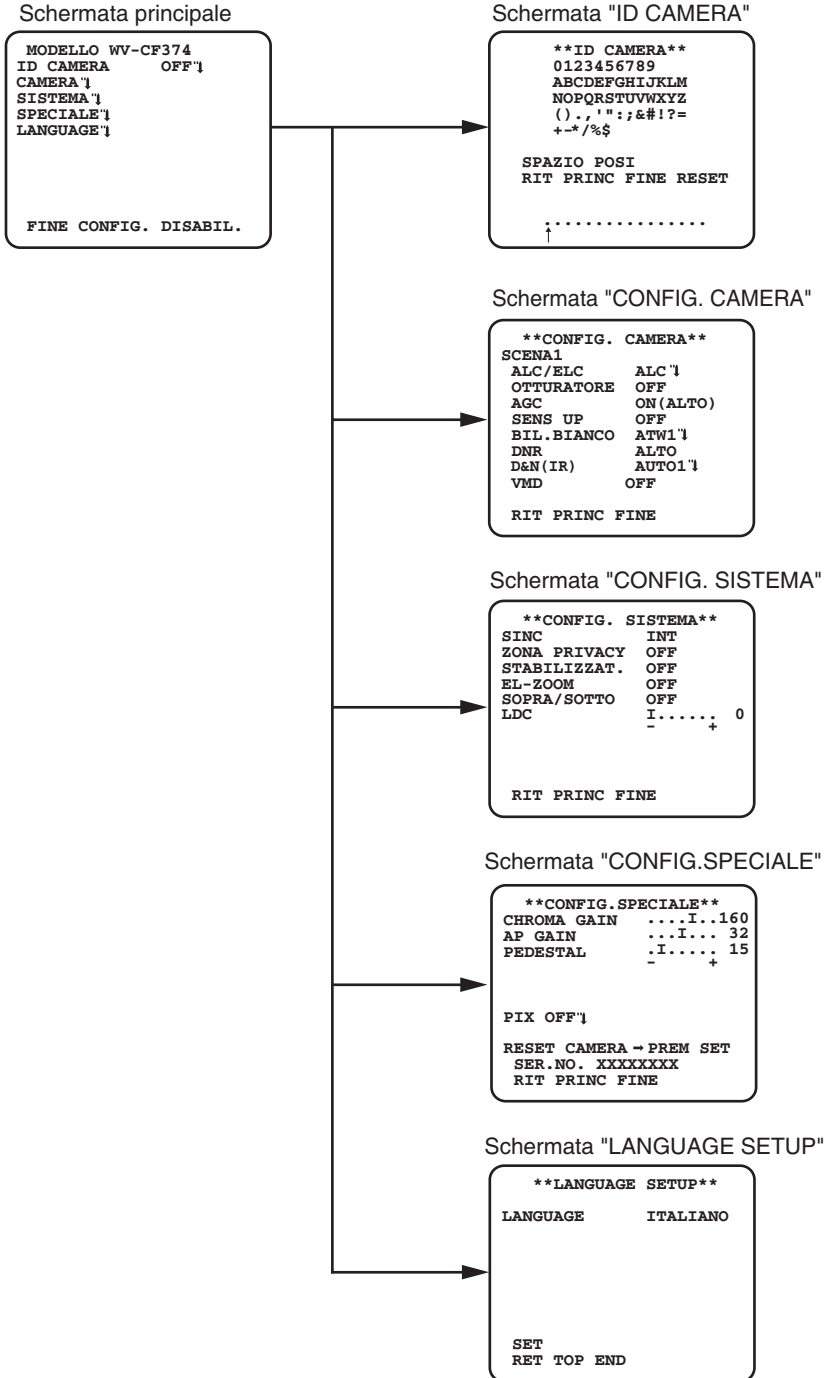 Schermata principale
MODELLO WV-CF374
ID CAMERA OFF
CAMERA
SISTEMA
SPECIALE
LANGUAGE
FINE CONFIG. DISABIL.
Schermata "ID CAMERA"
**ID CAMERA**
0123456789
ABCDEFGHIJKLM
NOPQRSTUVWXYZ
().,'":;&#!?=
+-*/%$
SPAZIO POSI
RIT PRINC FINE RESET
................
↑
Schermata "CONFIG. CAMERA"
**CONFIG. CAMERA**
SCENA1
ALC/ELC ALC
OTTURATORE OFF
AGC ON(ALTO)
SENS UP OFF
BIL.BIANCO ATW1
DNR ALTO
D&N(IR) AUTO1
VMD OFF
RIT PRINC FINE
Schermata "CONFIG. SISTEMA"
**CONFIG. SISTEMA**
SINC INT
ZONA PRIVACY OFF
STABILIZZAT. OFF
EL-ZOOM OFF
SOPRA/SOTTO OFF
LDC I...... 0
- +
RIT PRINC FINE
Schermata "CONFIG.SPECIALE"
**CONFIG.SPECIALE**
CHROMA GAIN ....I..160
AP GAIN ...I... 32
PEDESTAL .I..... 15
- +
PIX OFF
RESET CAMERA → PREM SET
SER.NO. XXXXXXXX
RIT PRINC FINE
Schermata "LANGUAGE SETUP"
**LANGUAGE SETUP**
LANGUAGE ITALIANO
SET
RET TOP END